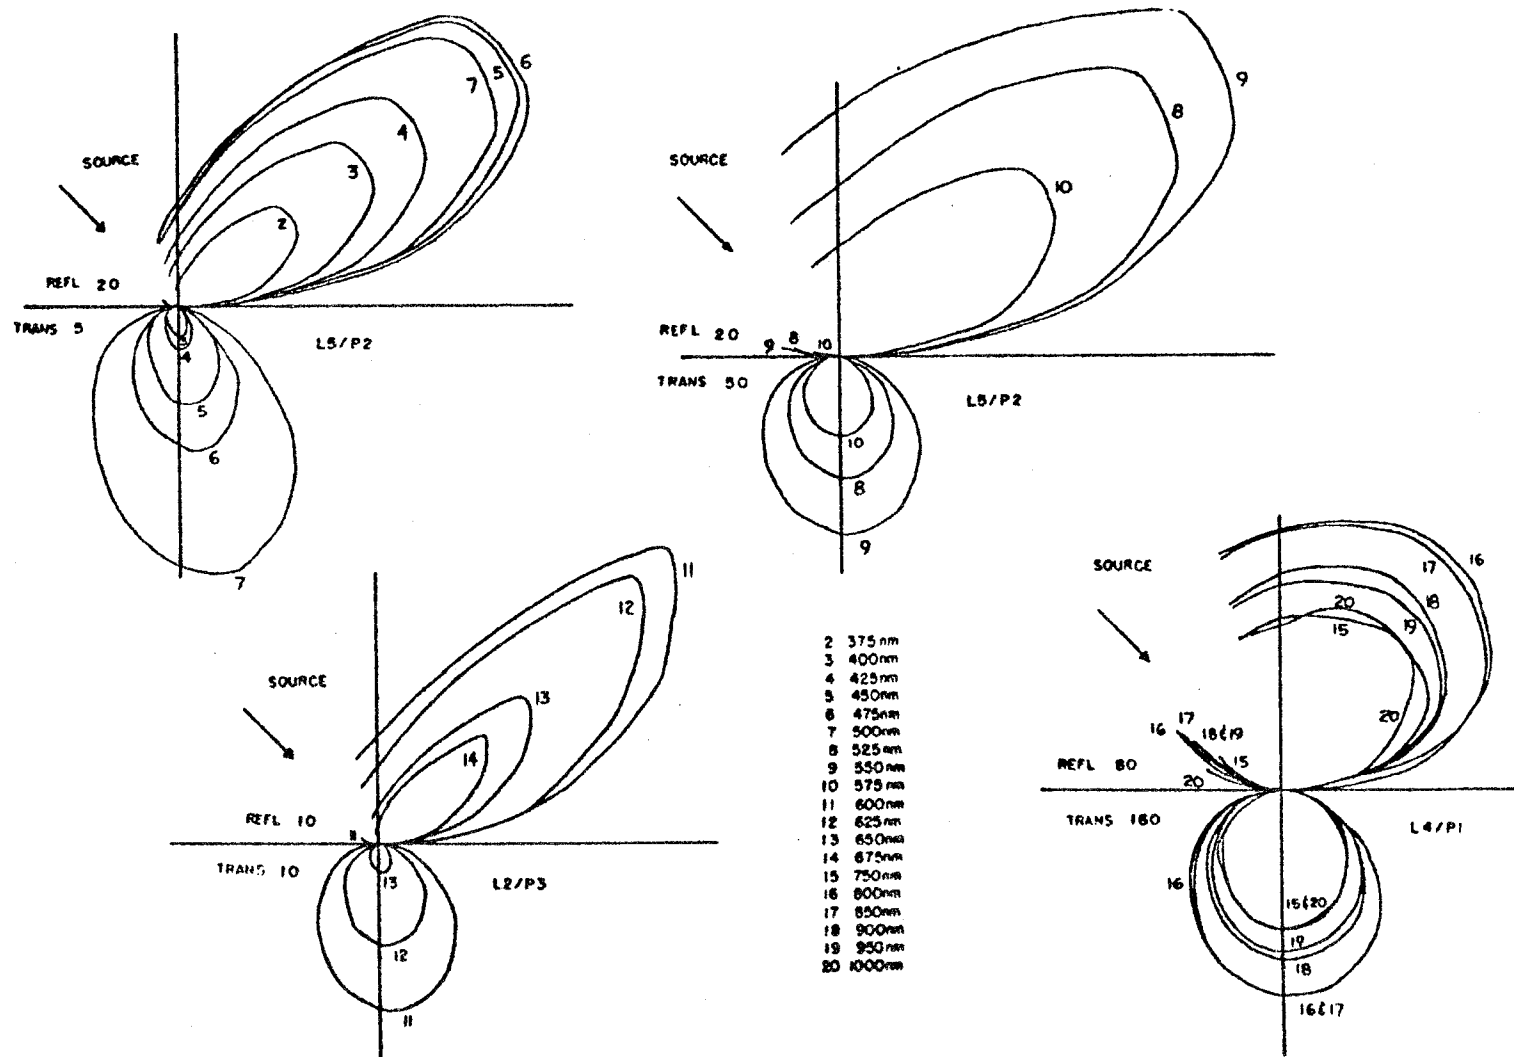 SOURCE
REFL 20
TRANS 5
L5/P2
2
3
4
7
5
6
4
5
6
7
SOURCE
REFL 20
TRANS 50
L5/P2
9
8
10
9
8
10
10
8
9
SOURCE
REFL 10
TRANS 10
L2/P3
11
12
13
14
11
13
12
11
2 375nm
3 400nm
4 425nm
5 450nm
6 475nm
7 500nm
8 525nm
9 550nm
10 575nm
11 600nm
12 625nm
13 650nm
14 675nm
15 750nm
16 800nm
17 850nm
18 900nm
19 950nm
20 1000nm
SOURCE
REFL 80
TRANS 160
L4/P1
16
17
18
19
20
15
20
16
17
18&19
15
20
16
15&20
19
18
16&17